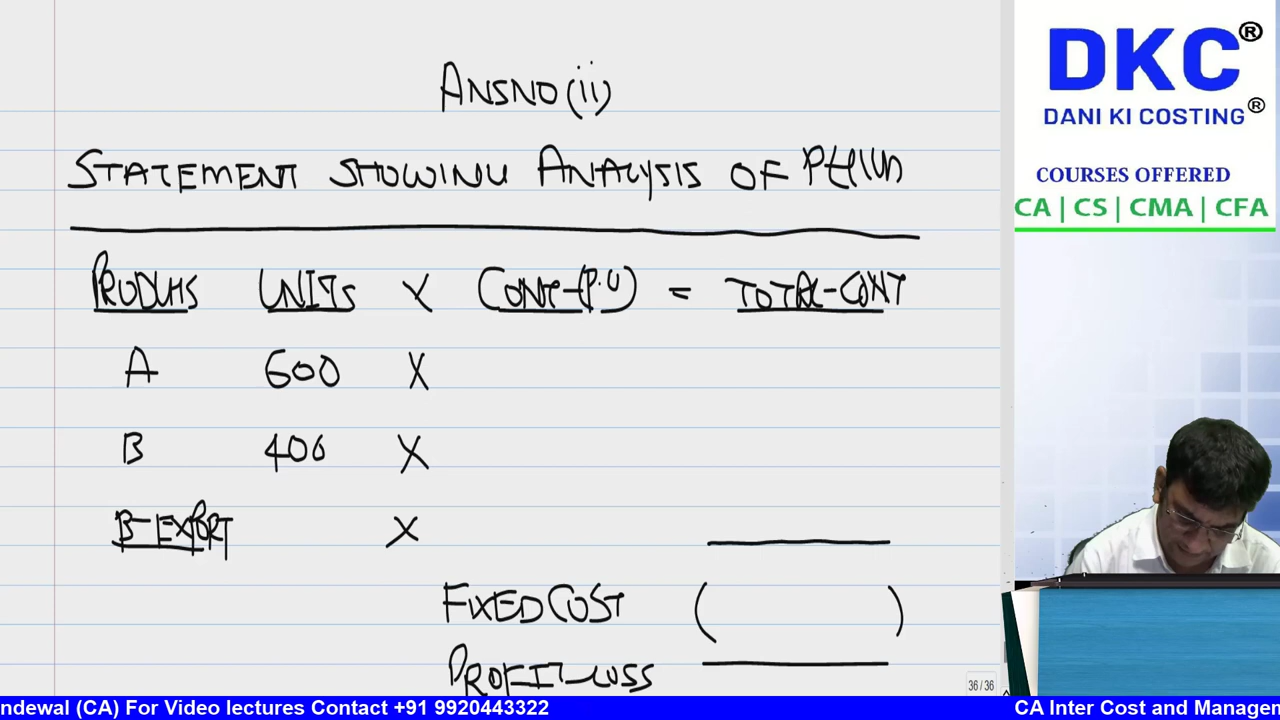 ANSNO(ii)
STATEMENT SHOWING ANALYSIS OF
PRODUCTS UNITS X CONT-(P.U) = TOTAL-CONT
A 600 X
B 400 X
B-EXPORT X
FIXED COST ( )
PROFIT-LOSS
36/36
DKC®
DANI KI COSTING®
COURSES OFFERED
CA | CS | CMA | CFA
ndewal (CA) For Video lectures Contact +91 9920443322
CA Inter Cost and Managen